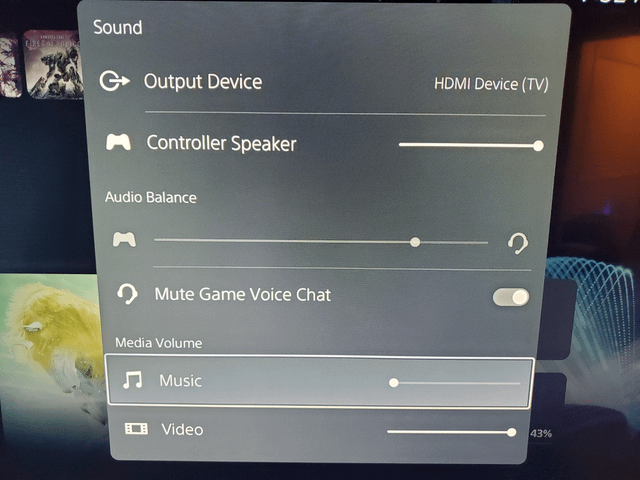 Sound
Output Device HDMI Device (TV)
Controller Speaker
Audio Balance
Mute Game Voice Chat
Media Volume
Music
Video
43%